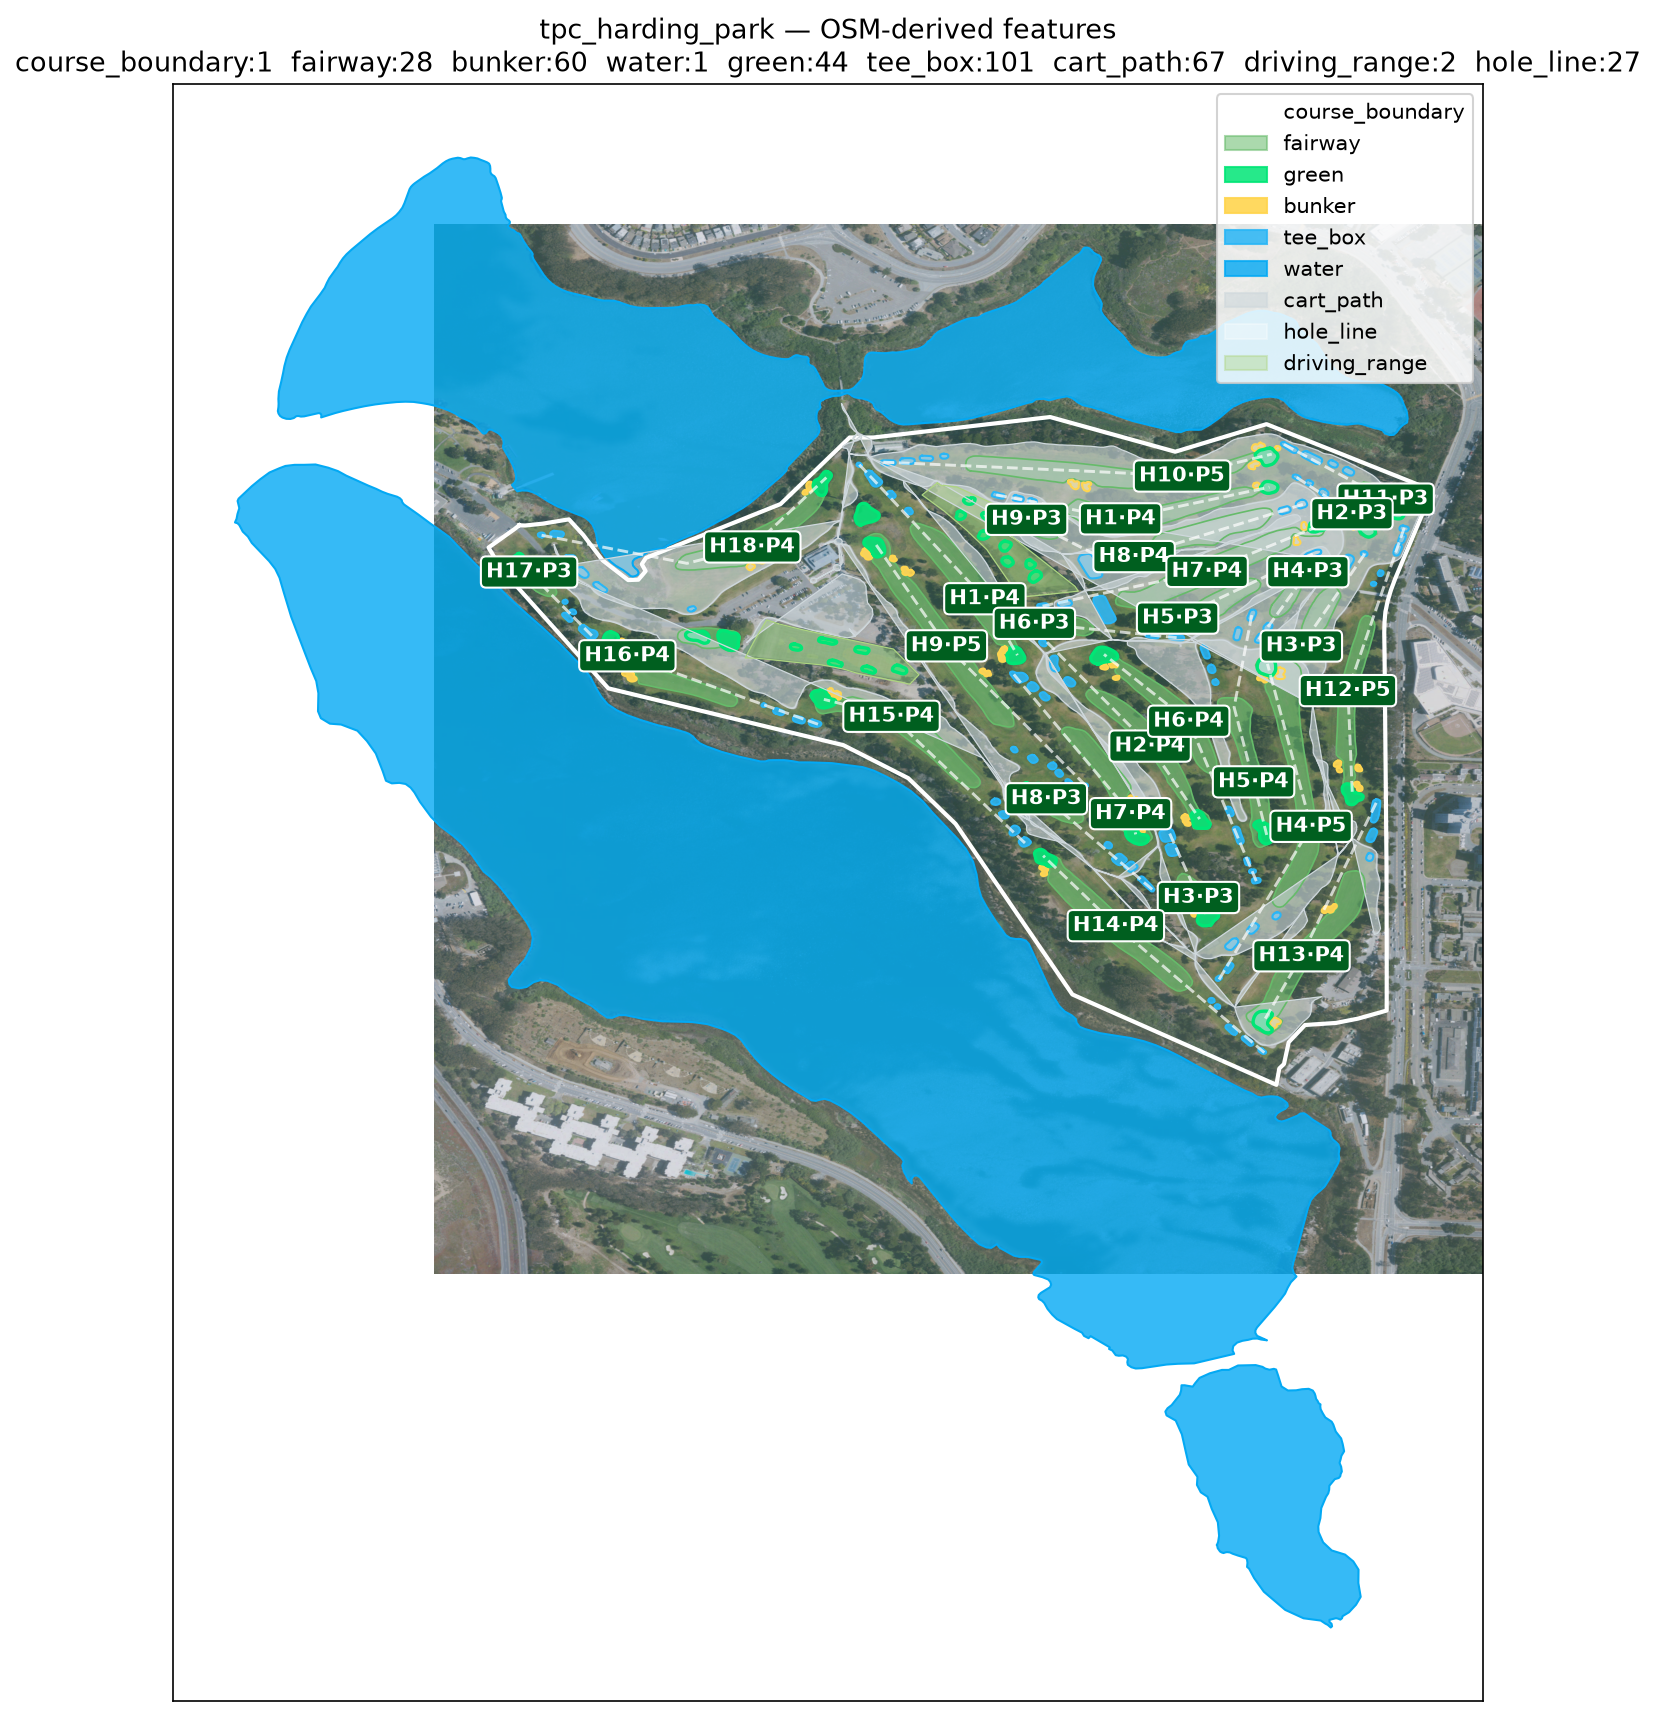 tpc_harding_park — OSM-derived features
course_boundary:1 fairway:28 bunker:60 water:1 green:44 tee_box:101 cart_path:67 driving_range:2 hole_line:27
course_boundary
fairway
green
bunker
tee_box
water
cart_path
hole_line
driving_range
H10·P5
H11·P3
H2·P3
H9·P3
H1·P4
H18·P4
H8·P4
H17·P3
H7·P4
H4·P3
H1·P4
H5·P3
H6·P3
H9·P5
H3·P3
H16·P4
H12·P5
H15·P4
H6·P4
H2·P4
H5·P4
H8·P3
H7·P4
H4·P5
H3·P3
H14·P4
H13·P4